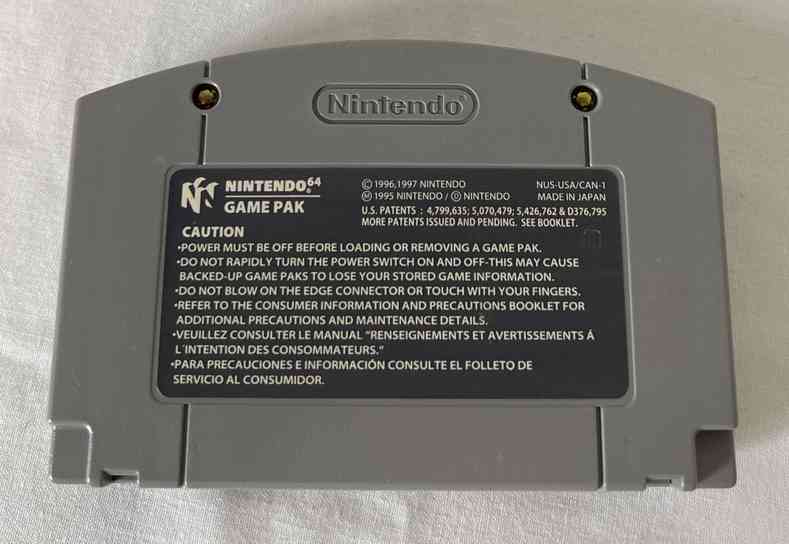 Nintendo®
NINTENDO®64
GAME PAK
©1996,1997 NINTENDO
Ⓜ1995 NINTENDO / Ⓓ NINTENDO
NUS-USA/CAN-1
MADE IN JAPAN
U.S. PATENTS : 4,799,635; 5,070,479; 5,426,762 & D376,795
MORE PATENTS ISSUED AND PENDING. SEE BOOKLET.
CAUTION
•POWER MUST BE OFF BEFORE LOADING OR REMOVING A GAME PAK.
•DO NOT RAPIDLY TURN THE POWER SWITCH ON AND OFF-THIS MAY CAUSE
BACKED-UP GAME PAKS TO LOSE YOUR STORED GAME INFORMATION.
•DO NOT BLOW ON THE EDGE CONNECTOR OR TOUCH WITH YOUR FINGERS.
•REFER TO THE CONSUMER INFORMATION AND PRECAUTIONS BOOKLET FOR
ADDITIONAL PRECAUTIONS AND MAINTENANCE DETAILS.
•VEUILLEZ CONSULTER LE MANUAL "RENSEIGNEMENTS ET AVERTISSEMENTS Á
L´INTENTION DES CONSOMMATEURS."
•PARA PRECAUCIONES E INFORMACIÓN CONSULTE EL FOLLETO DE
SERVICIO AL CONSUMIDOR.